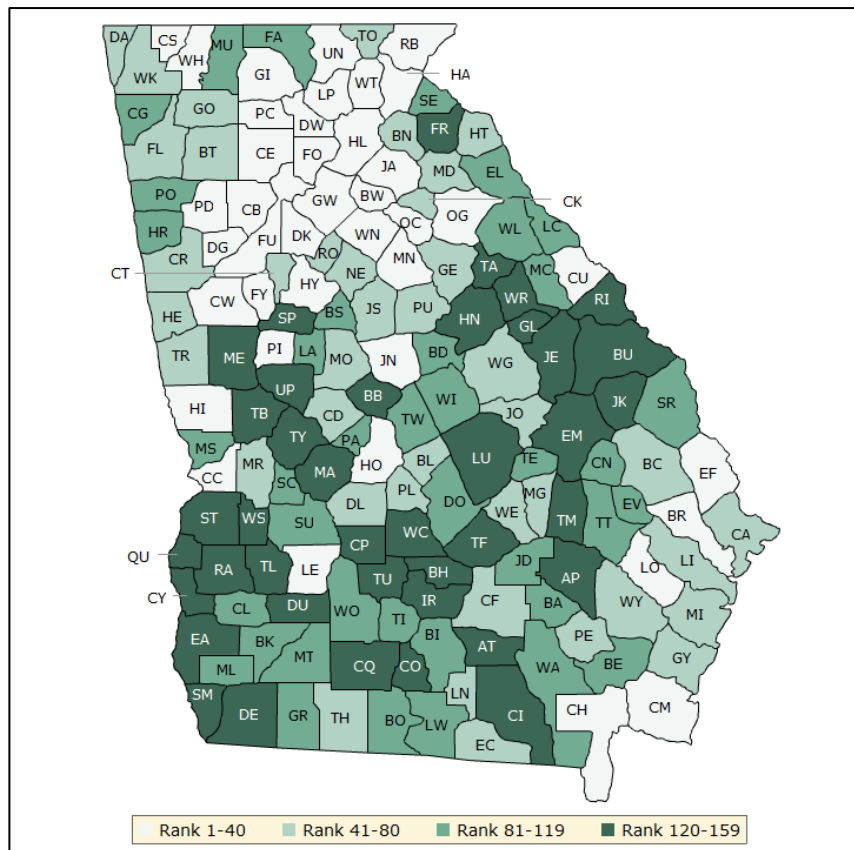 DA CS WH MU FA UN TO RB
WK GI LP WT HA
CG GO PC DW SE
FL BT CE FO HL BN FR HT
JA MD EL
PO PD CB GW BW CK
HR DG FU DK WN OC OG WL LC
CR RO MN GE TA MC CU
CT NE
HE CW FY HY JS PU WR RI
SP BS HN GL
TR ME PI LA MO JN BD WG JE BU
UP BB JK SR
HI TB CD TW WI JO
TY PA EM
MS MR MA HO BL LU TE CN BC EF
CC SC PL MG
ST WS SU DL DO WE TM TT EV BR CA
CP WC TF
QU RA TL LE BH JD LO LI
CY TU IR AP
CL DU WO TI CF BA WY MI
EA BK BI PE
ML MT CQ CO AT WA BE GY
SM LN
DE GR TH BO LW CI CH CM
EC
Rank 1-40 Rank 41-80 Rank 81-119 Rank 120-159